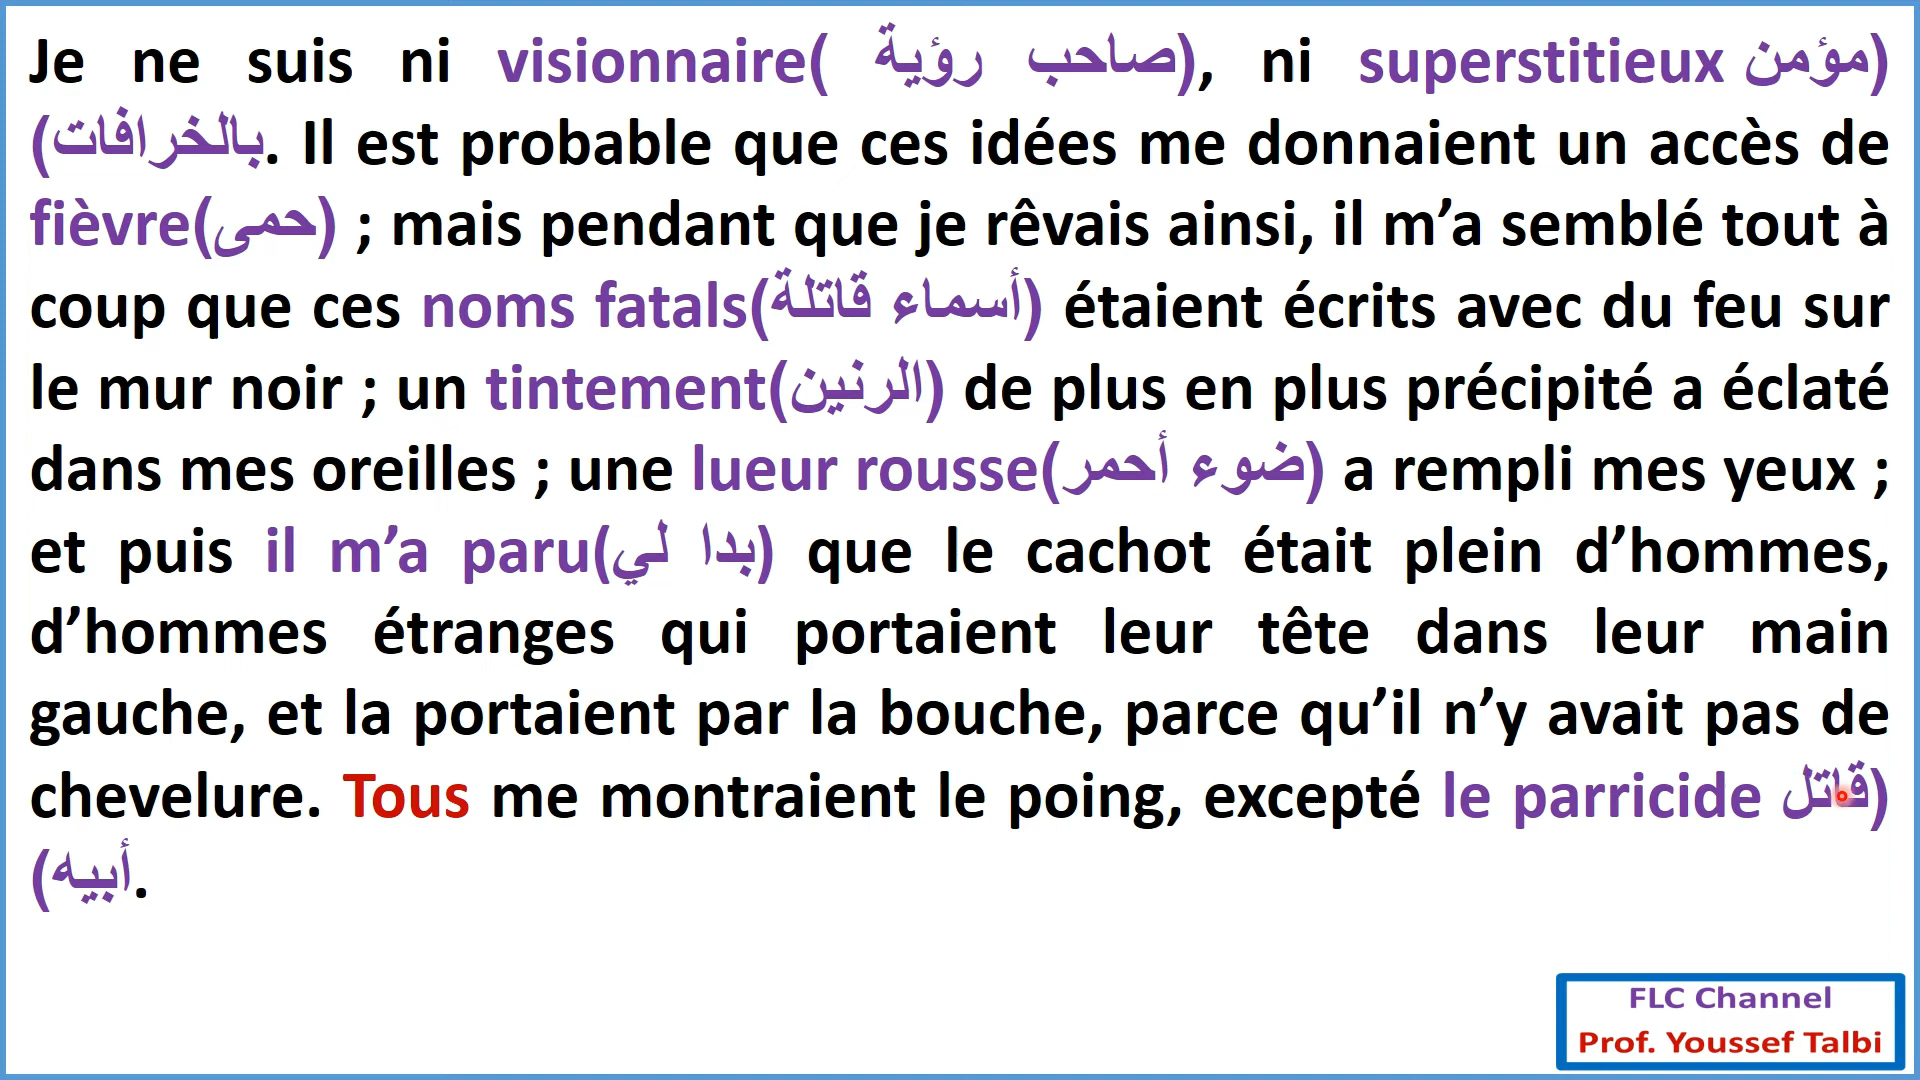 Je ne suis ni visionnaire( صاحب رؤية), ni superstitieux (مؤمن
بالخرافات). Il est probable que ces idées me donnaient un accès de
fièvre(حمى) ; mais pendant que je rêvais ainsi, il m’a semblé tout à
coup que ces noms fatals(أسماء قاتلة) étaient écrits avec du feu sur
le mur noir ; un tintement(الرنين) de plus en plus précipité a éclaté
dans mes oreilles ; une lueur rousse(ضوء أحمر) a rempli mes yeux ;
et puis il m’a paru(بدا لي) que le cachot était plein d’hommes,
d’hommes étranges qui portaient leur tête dans leur main
gauche, et la portaient par la bouche, parce qu’il n’y avait pas de
chevelure. Tous me montraient le poing, excepté le parricide (قاتل
أبيه).
FLC Channel
Prof. Youssef Talbi